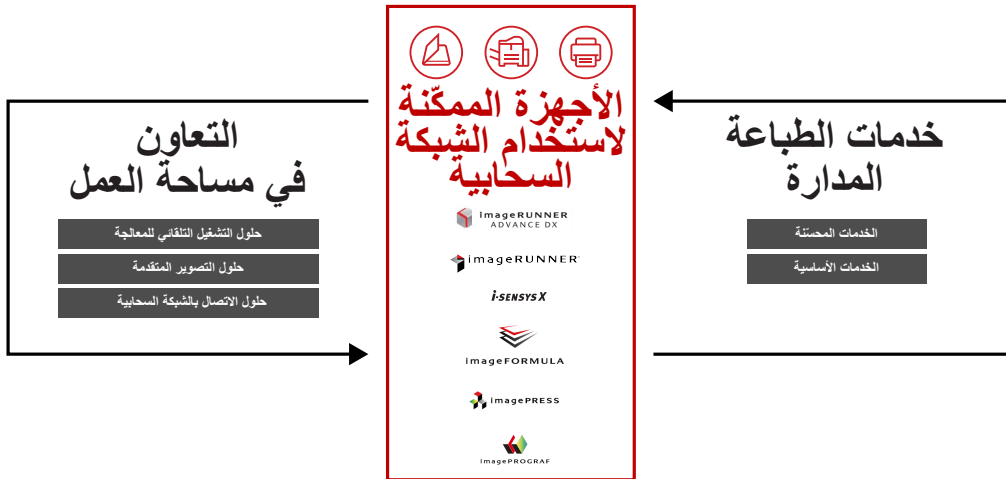 خدمات الطباعة
المدارة
الخدمات المحسّنة
الخدمات الأساسية
الأجهزة الممكّنة
لاستخدام الشبكة
السحابية
imageRUNNER
ADVANCE DX
imageRUNNER
i-SENSYS X
imageFORMULA
imagePRESS
imagePROGRAF
التعاون
في مساحة العمل
حلول التشغيل التلقائي للمعالجة
حلول التصوير المتقدمة
حلول الاتصال بالشبكة السحابية